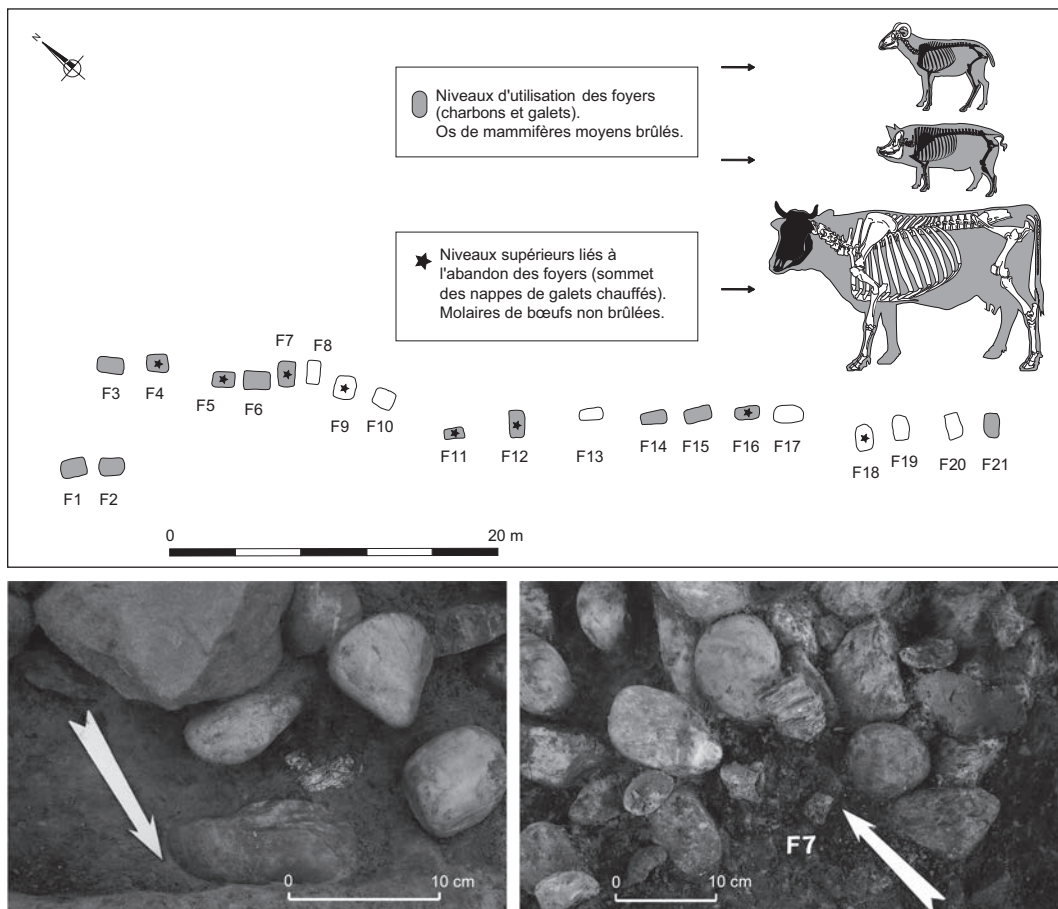 N
Niveaux d'utilisation des foyers
(charbons et galets).
Os de mammifères moyens brûlés.
Niveaux supérieurs liés à
l'abandon des foyers (sommet
des nappes de galets chauffés).
Molaires de bœufs non brûlées.
F7
F8
F3
F4
F5
F6
F9
F10
F11
F12
F13
F14
F15
F16
F17
F18
F19
F20
F21
F1
F2
0
20 m
0
10 cm
F7
0
10 cm